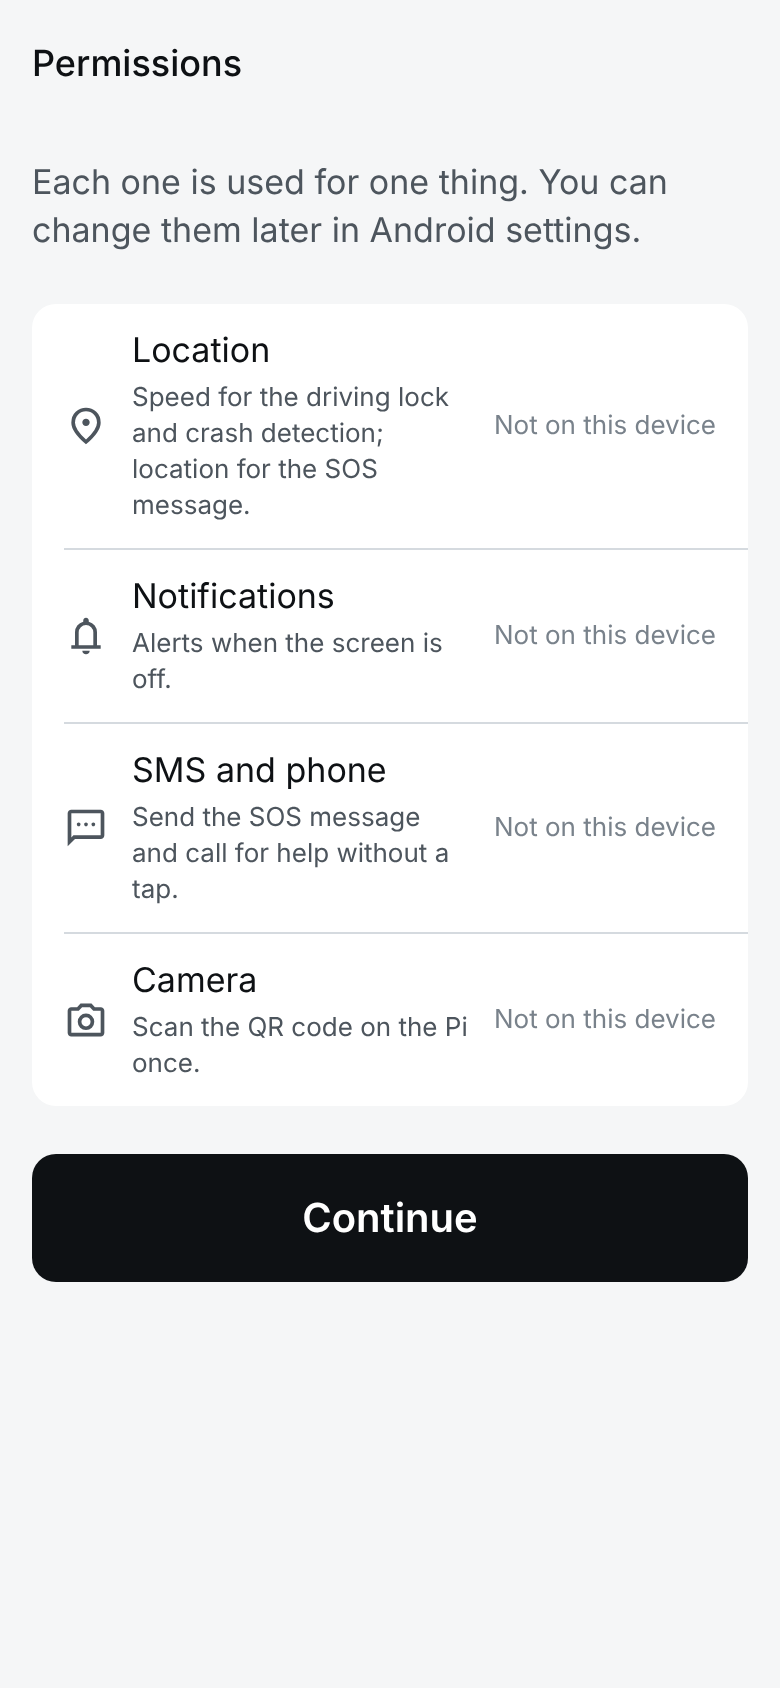 Permissions
Each one is used for one thing. You can
change them later in Android settings.
Location
Speed for the driving lock
and crash detection;
location for the SOS
message.
Not on this device
Notifications
Alerts when the screen is
off.
Not on this device
SMS and phone
Send the SOS message
and call for help without a
tap.
Not on this device
Camera
Scan the QR code on the Pi
once.
Not on this device
Continue